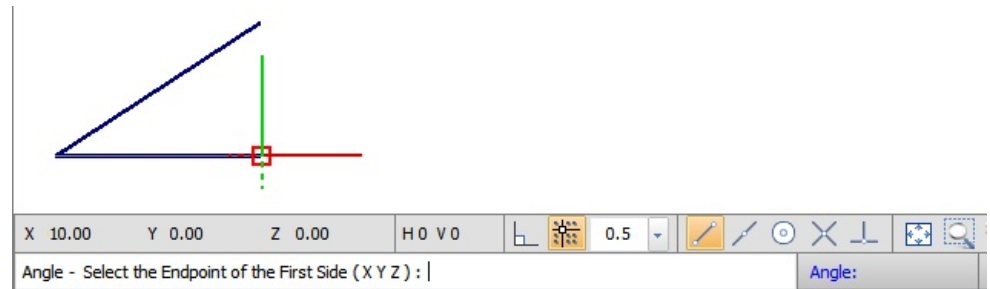 X 10.00 Y 0.00 Z 0.00 H 0 V 0 0.5
Angle - Select the Endpoint of the First Side ( X Y Z ) : Angle: